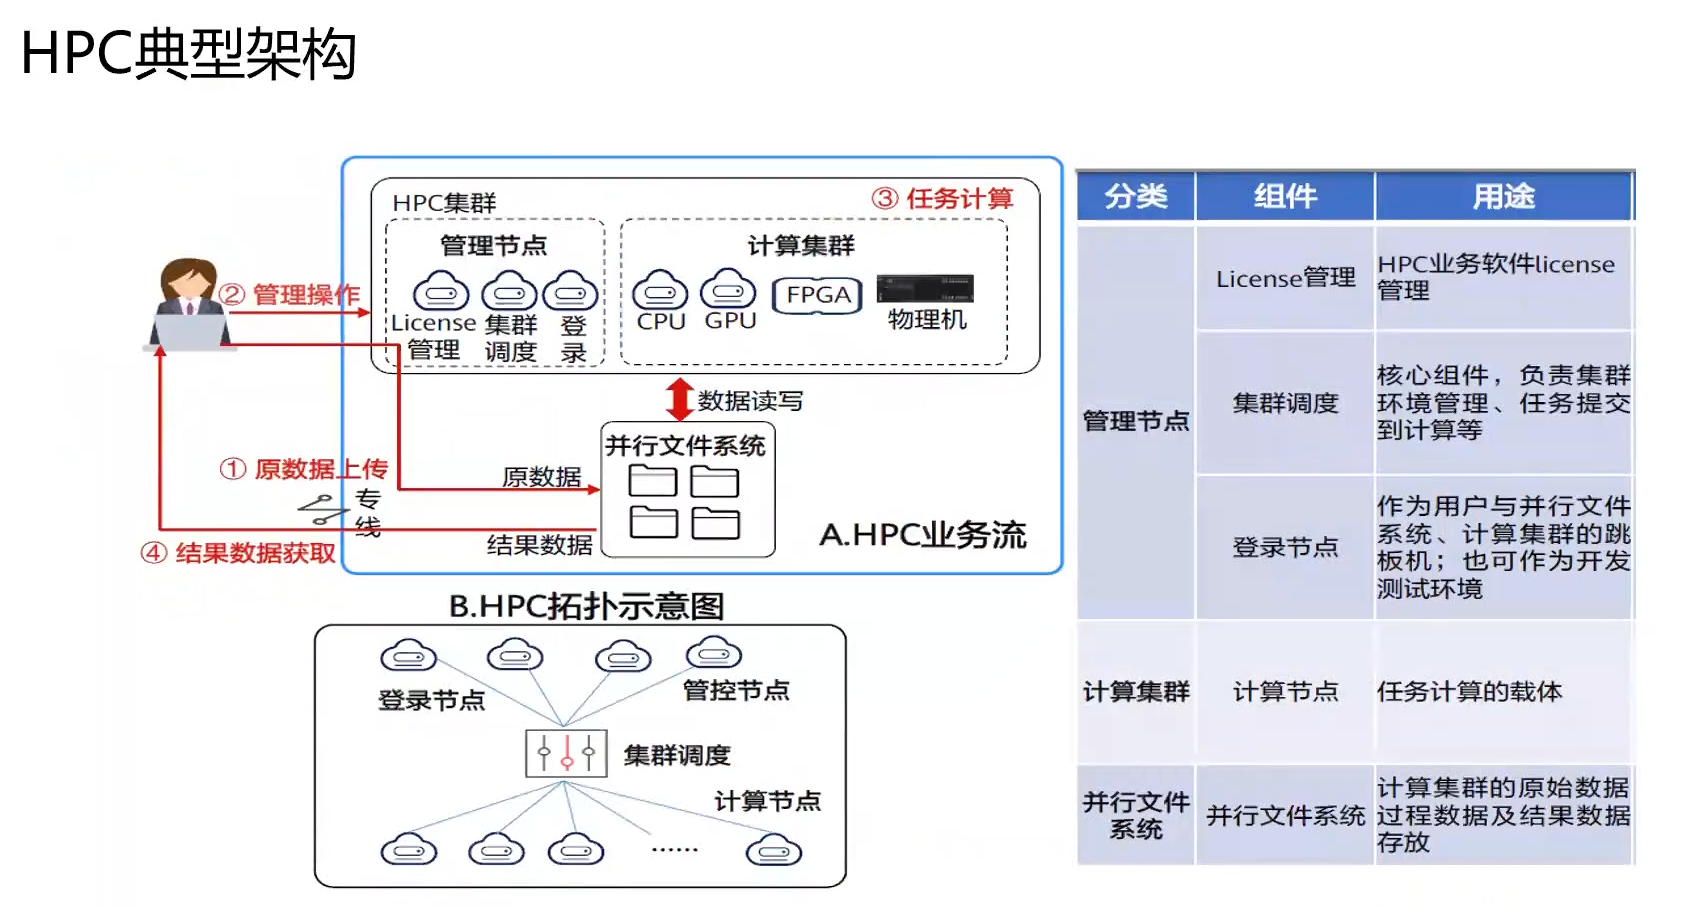 HPC典型架构
HPC集群
③ 任务计算
管理节点
License
管理
集群
调度
登
录
计算集群
CPU
GPU
FPGA
物理机
② 管理操作
数据读写
并行文件系统
① 原数据上传
原数据
专
线
结果数据
④ 结果数据获取
A.HPC业务流
B.HPC拓扑示意图
登录节点
管控节点
集群调度
计算节点
......
分类
组件
用途
管理节点
License管理
HPC业务软件license
管理
集群调度
核心组件，负责集群
环境管理、任务提交
到计算等
登录节点
作为用户与并行文件
系统、计算集群的跳
板机；也可作为开发
测试环境
计算集群
计算节点
任务计算的载体
并行文件
系统
并行文件系统
计算集群的原始数据
过程数据及结果数据
存放